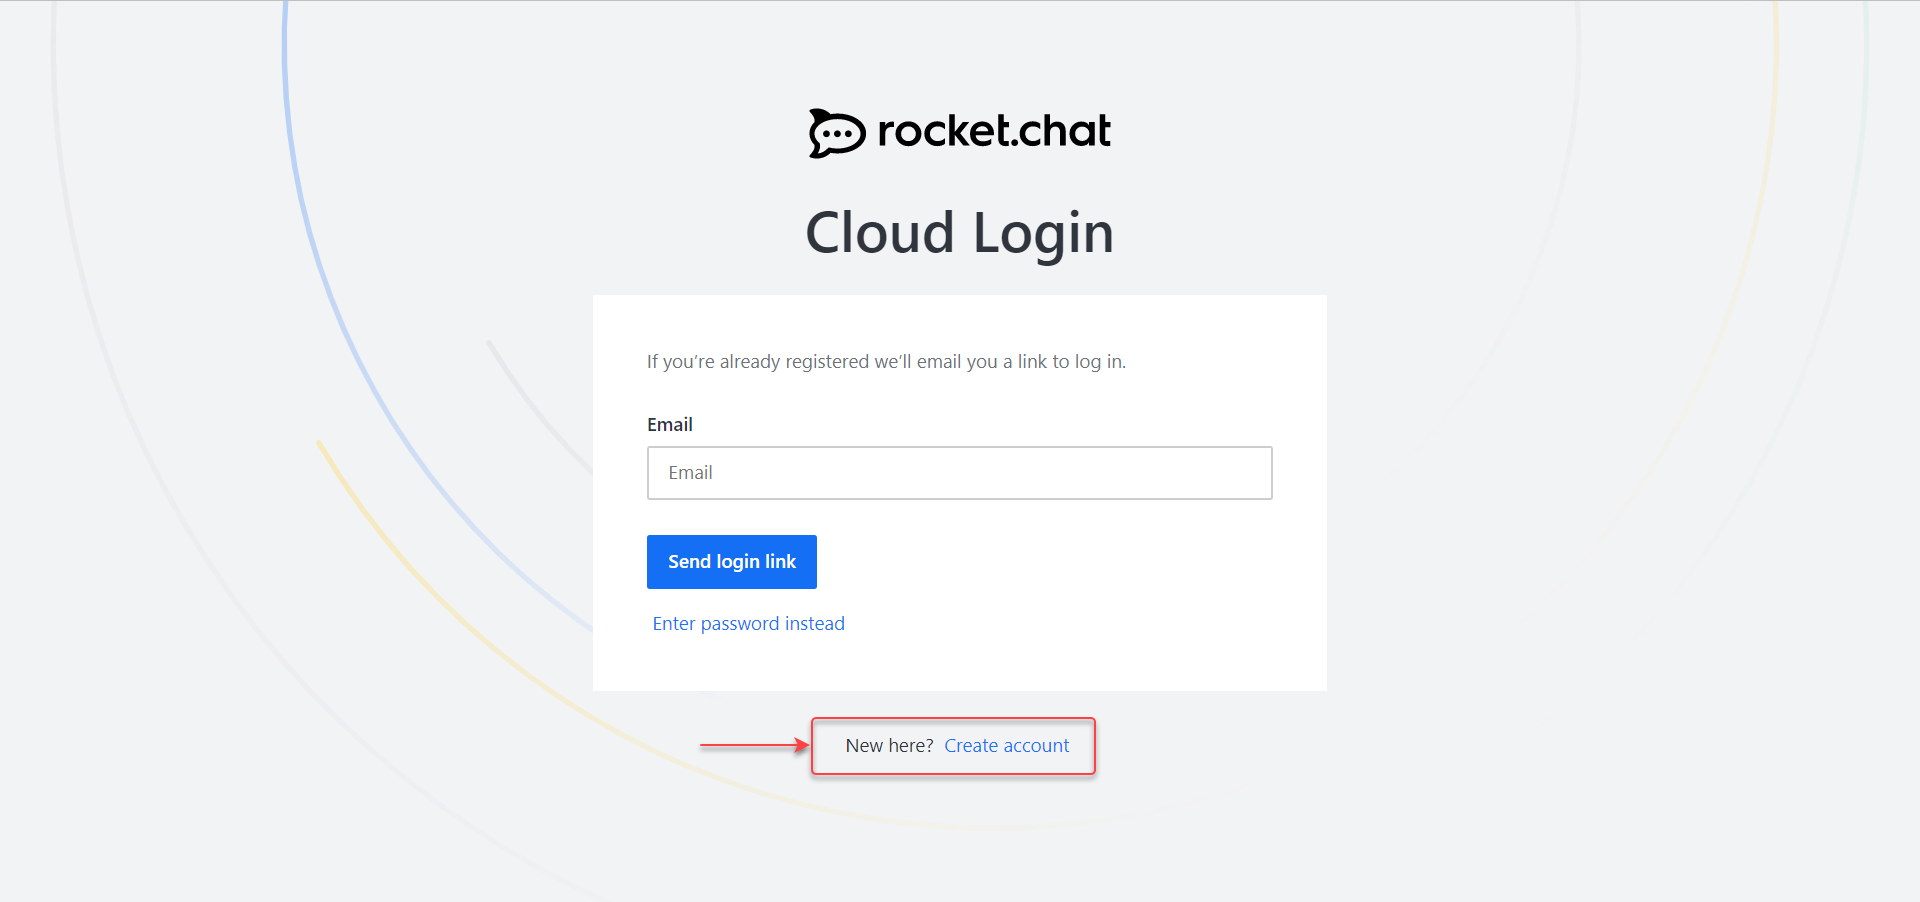 rocket.chat
Cloud Login
If you’re already registered we’ll email you a link to log in.
Email
Email
Send login link
Enter password instead
New here? Create account